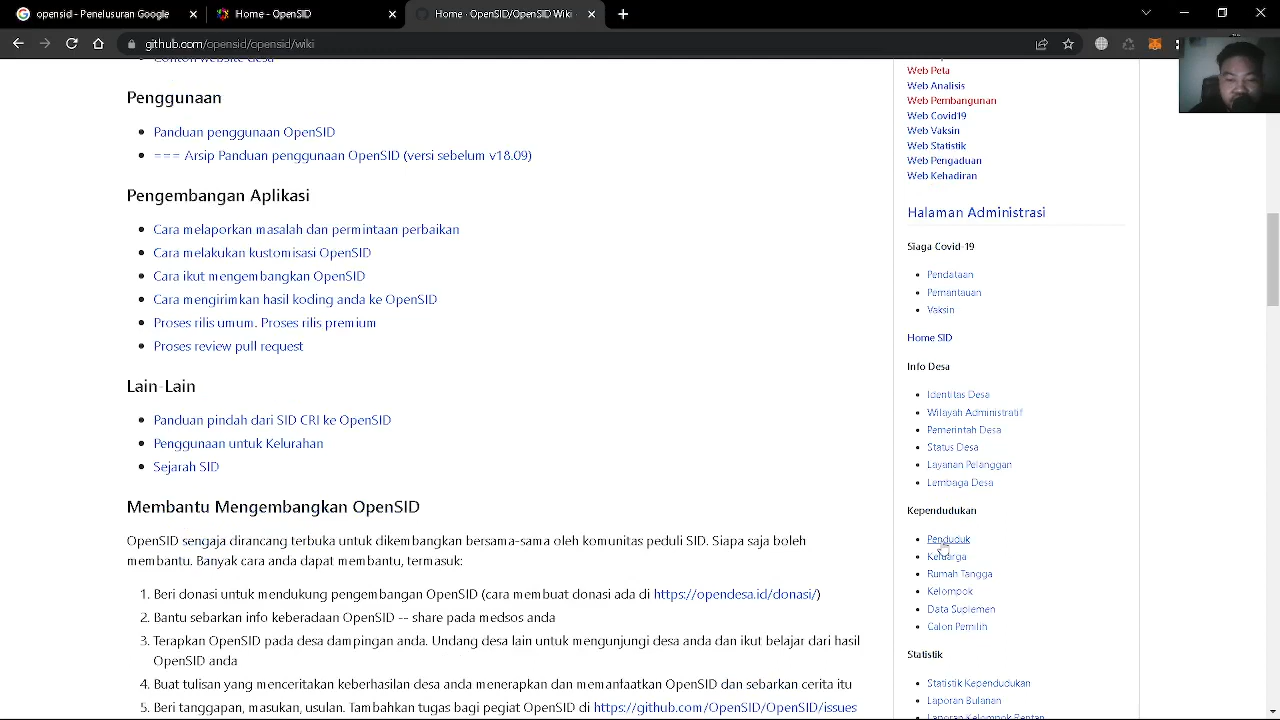 opensid - Penelusuran Google
Home - OpenSID
Home · OpenSID/OpenSID Wiki
github.com/opensid/opensid/wiki
Contoh website desa
Penggunaan
Panduan penggunaan OpenSID
=== Arsip Panduan penggunaan OpenSID (versi sebelum v18.09)
Pengembangan Aplikasi
Cara melaporkan masalah dan permintaan perbaikan
Cara melakukan kustomisasi OpenSID
Cara ikut mengembangkan OpenSID
Cara mengirimkan hasil koding anda ke OpenSID
Proses rilis umum. Proses rilis premium
Proses review pull request
Lain-Lain
Panduan pindah dari SID CRI ke OpenSID
Penggunaan untuk Kelurahan
Sejarah SID
Membantu Mengembangkan OpenSID
OpenSID sengaja dirancang terbuka untuk dikembangkan bersama-sama oleh komunitas peduli SID. Siapa saja boleh
membantu. Banyak cara anda dapat membantu, termasuk:
1. Beri donasi untuk mendukung pengembangan OpenSID (cara membuat donasi ada di https://opendesa.id/donasi/)
2. Bantu sebarkan info keberadaan OpenSID -- share pada medsos anda
3. Terapkan OpenSID pada desa dampingan anda. Undang desa lain untuk mengunjungi desa anda dan ikut belajar dari hasil
OpenSID anda
4. Buat tulisan yang menceritakan keberhasilan desa anda menerapkan dan memanfaatkan OpenSID dan sebarkan cerita itu
5. Beri tanggapn, masukan, usulan. Tambahkan tugas bagi pegiat OpenSID di https://github.com/OpenSID/OpenSID/issues
Web Peta
Web Analisis
Web Pembangunan
Web Covid19
Web Vaksin
Web Statistik
Web Pengaduan
Web Kehadiran
Halaman Administrasi
Siaga Covid-19
Pendataan
Pemantauan
Vaksin
Home SID
Info Desa
Identitas Desa
Wilayah Administratif
Pemerintah Desa
Status Desa
Layanan Pelanggan
Lembaga Desa
Kependudukan
Penduduk
Keluarga
Rumah Tangga
Kelompok
Data Suplemen
Calon Pemilih
Statistik
Statistik Kependudukan
Laporan Bulanan
Laporan Kelompok Rentan